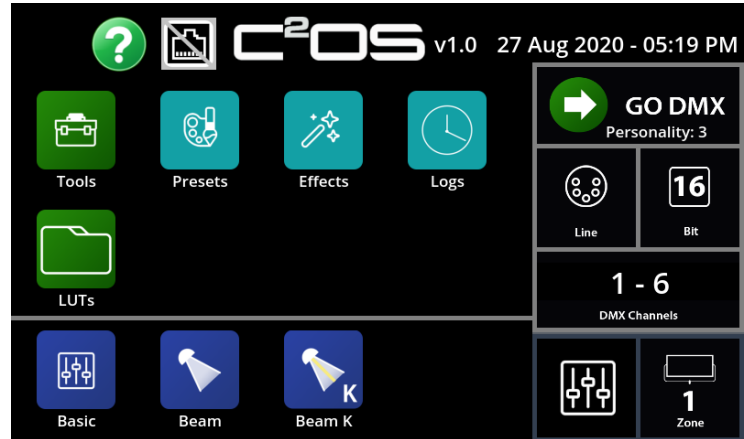 ?
C²OS v1.0 27 Aug 2020 - 05:19 PM
GO DMX
Personality: 3
Tools
Presets
Effects
Logs
16
Line
Bit
LUTs
1 - 6
DMX Channels
K
Basic
Beam
Beam K
1
Zone